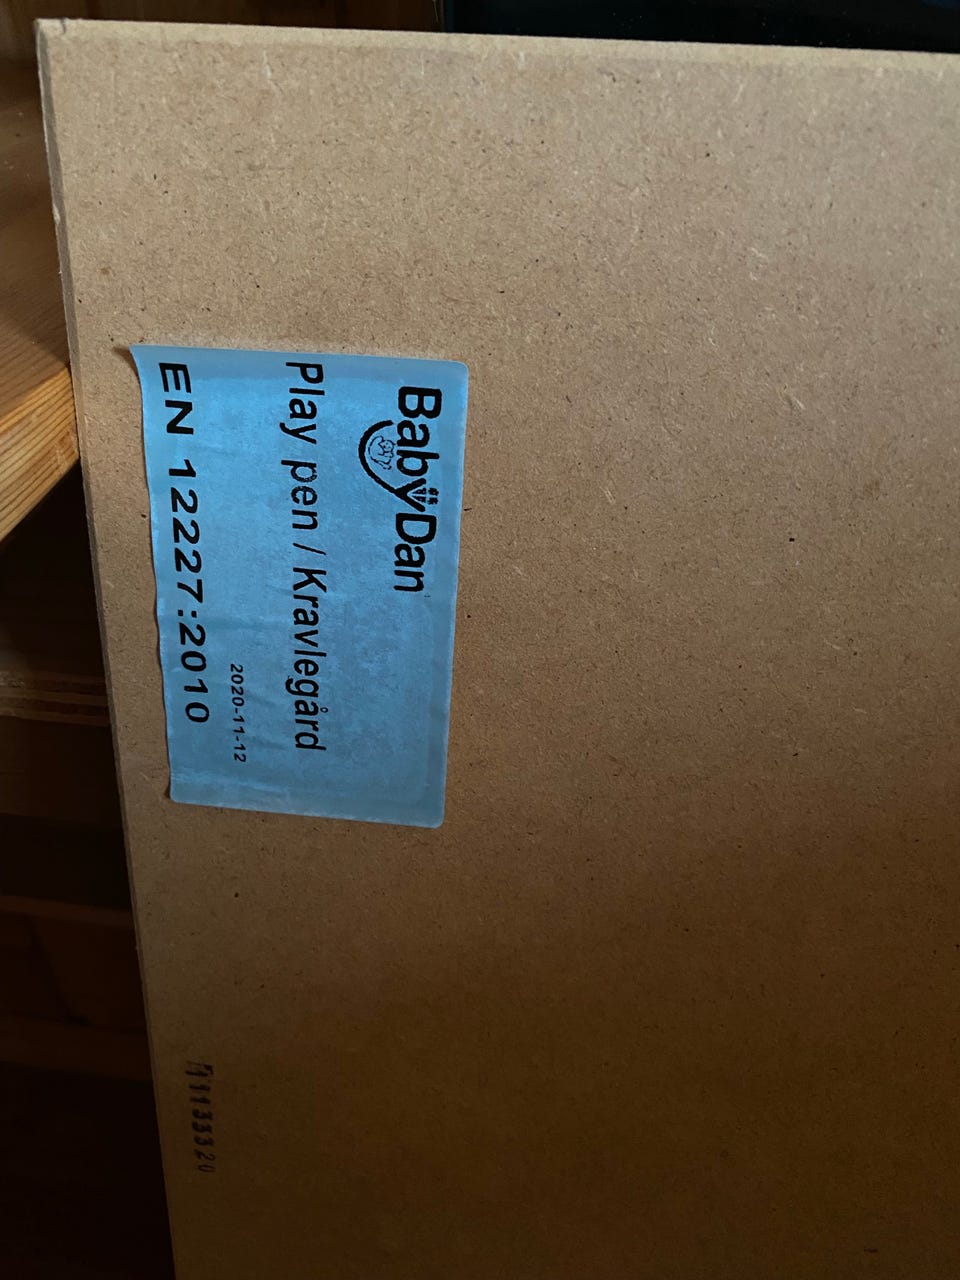 BabyDan
Play pen / Kravlegård
2020-11-12
EN 12227:2010